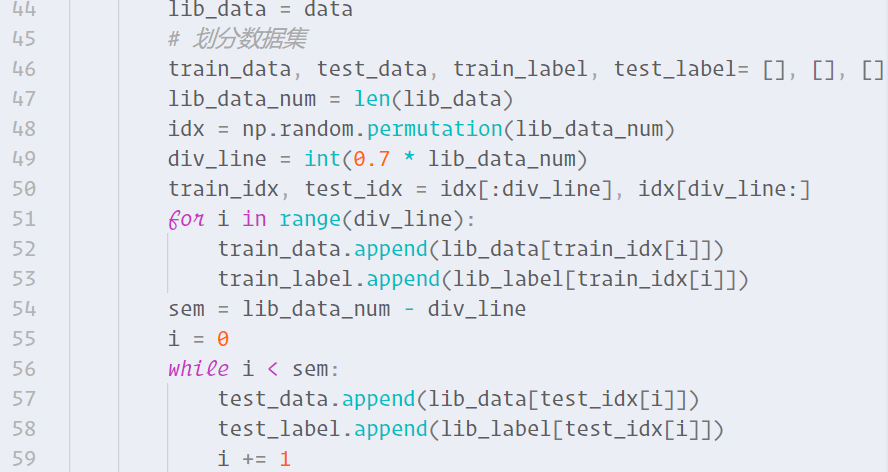 44 lib_data = data
45 # 划分数据集
46 train_data, test_data, train_label, test_label= [], [], []
47 lib_data_num = len(lib_data)
48 idx = np.random.permutation(lib_data_num)
49 div_line = int(0.7 * lib_data_num)
50 train_idx, test_idx = idx[:div_line], idx[div_line:]
51 for i in range(div_line):
52 train_data.append(lib_data[train_idx[i]])
53 train_label.append(lib_label[train_idx[i]])
54 sem = lib_data_num - div_line
55 i = 0
56 while i < sem:
57 test_data.append(lib_data[test_idx[i]])
58 test_label.append(lib_label[test_idx[i]])
59 i += 1